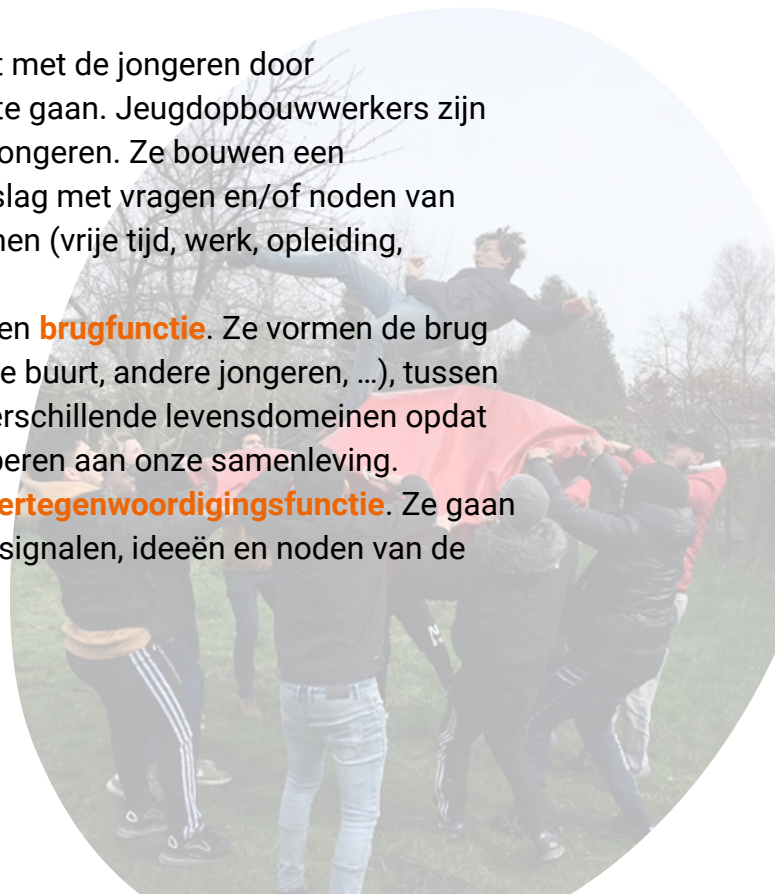 t met de jongeren door
te gaan. Jeugdopbouwwerkers zijn
ongeren. Ze bouwen een
slag met vragen en/of noden van
nen (vrije tijd, werk, opleiding,
en brugfunctie. Ze vormen de brug
e buurt, andere jongeren, …), tussen
erschillende levensdomeinen opdat
peren aan onze samenleving.
ertegenwoordigingsfunctie. Ze gaan
signalen, ideeën en noden van de